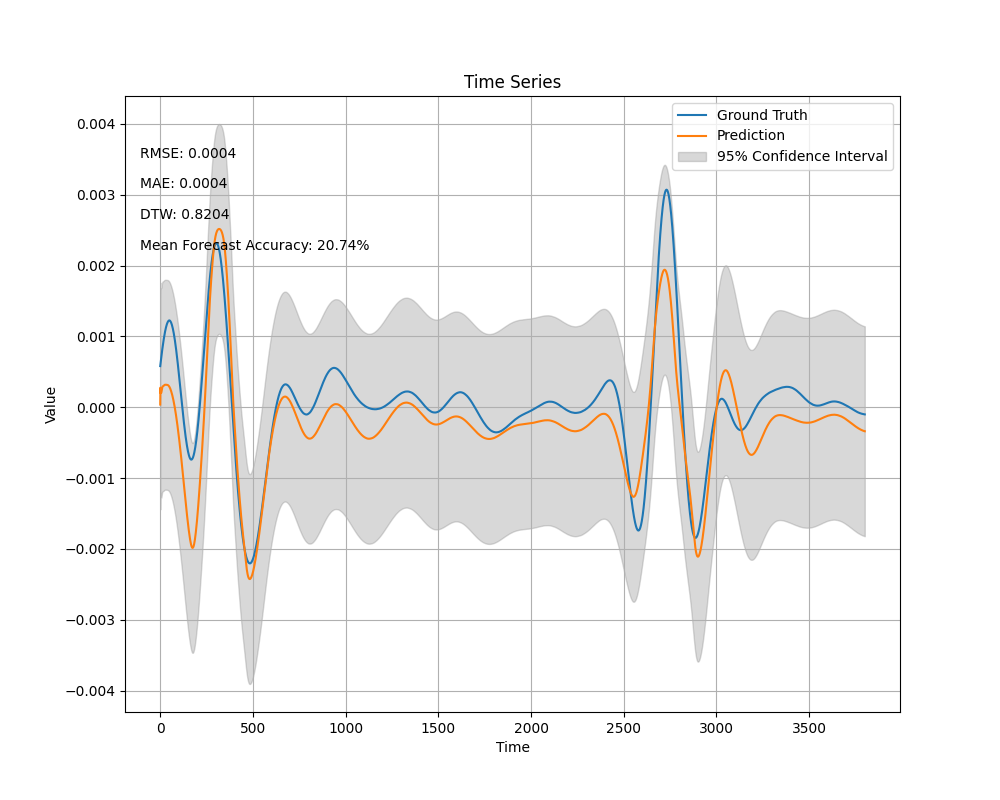 Time Series
Ground Truth
Prediction
95% Confidence Interval
RMSE: 0.0004
MAE: 0.0004
DTW: 0.8204
Mean Forecast Accuracy: 20.74%
Value
0.004
0.003
0.002
0.001
0.000
−0.001
−0.002
−0.003
−0.004
0 500 1000 1500 2000 2500 3000 3500
Time